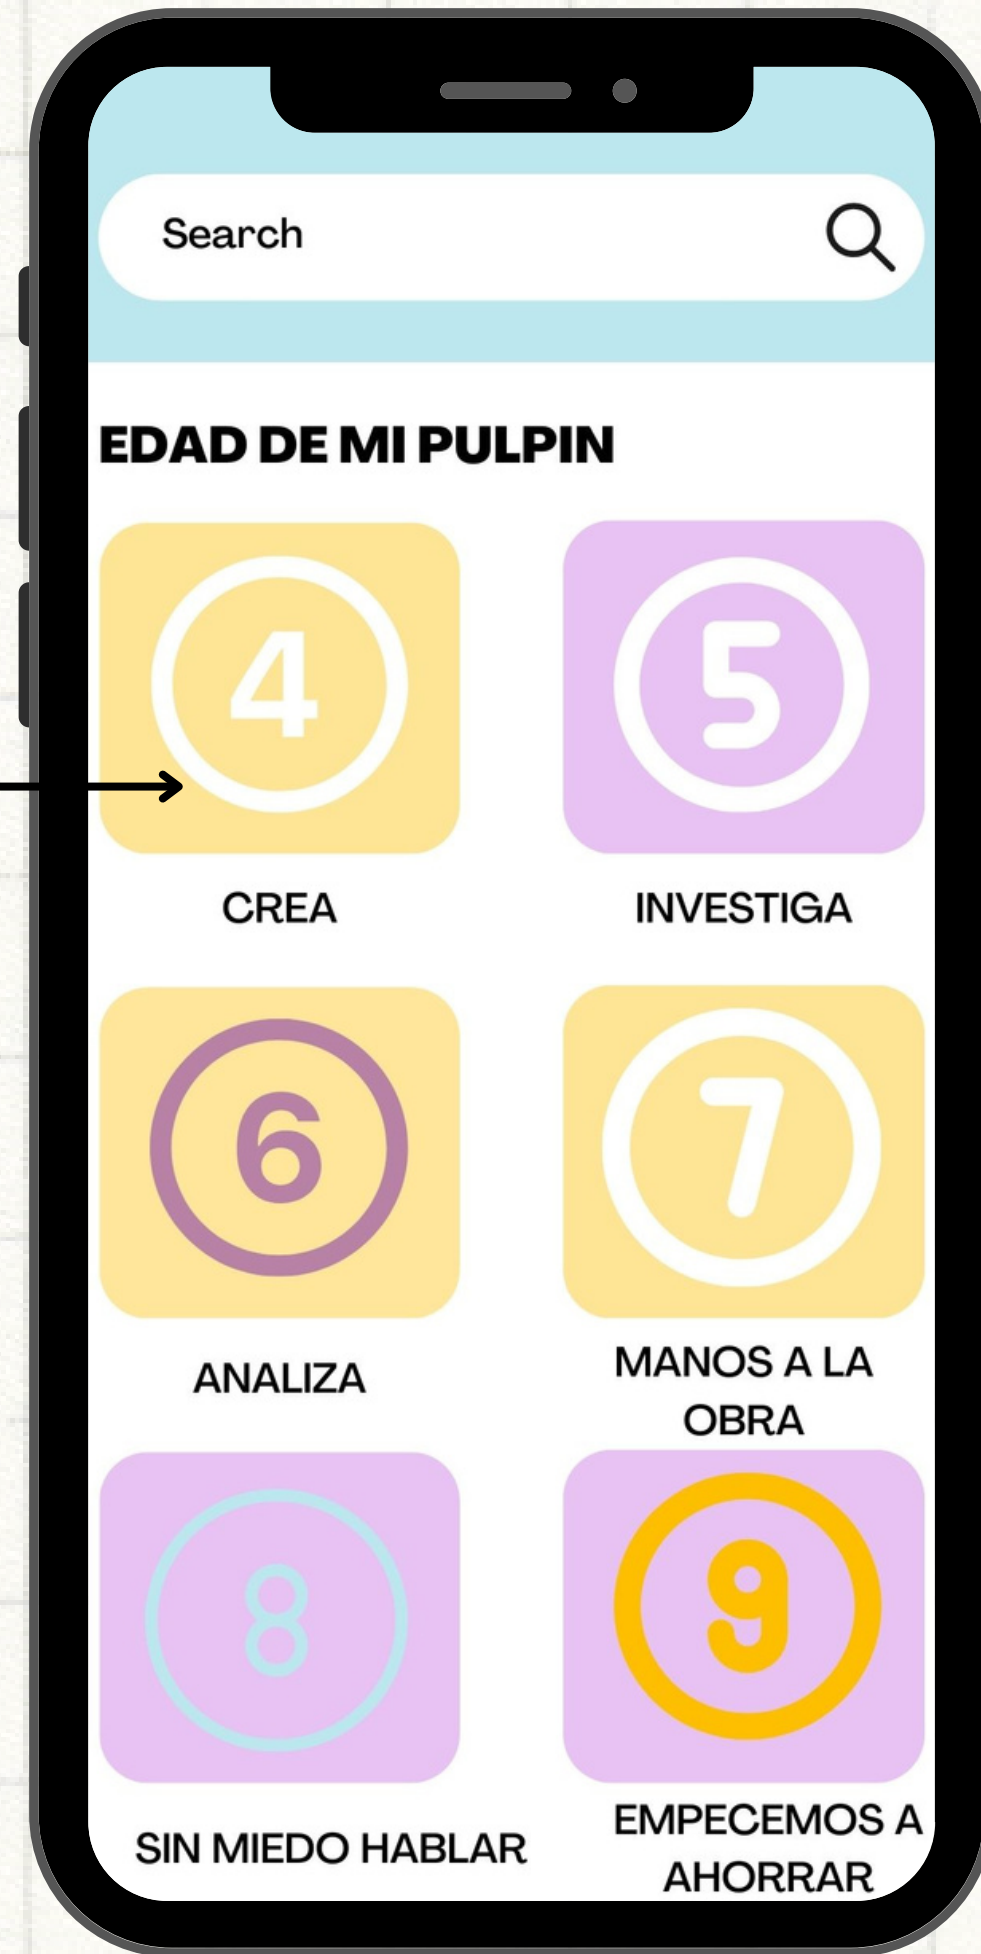 Search
EDAD DE MI PULPIN
4
5
CREA
INVESTIGA
6
7
ANALIZA
MANOS A LA
OBRA
8
9
SIN MIEDO HABLAR
EMPECEMOS A
AHORRAR